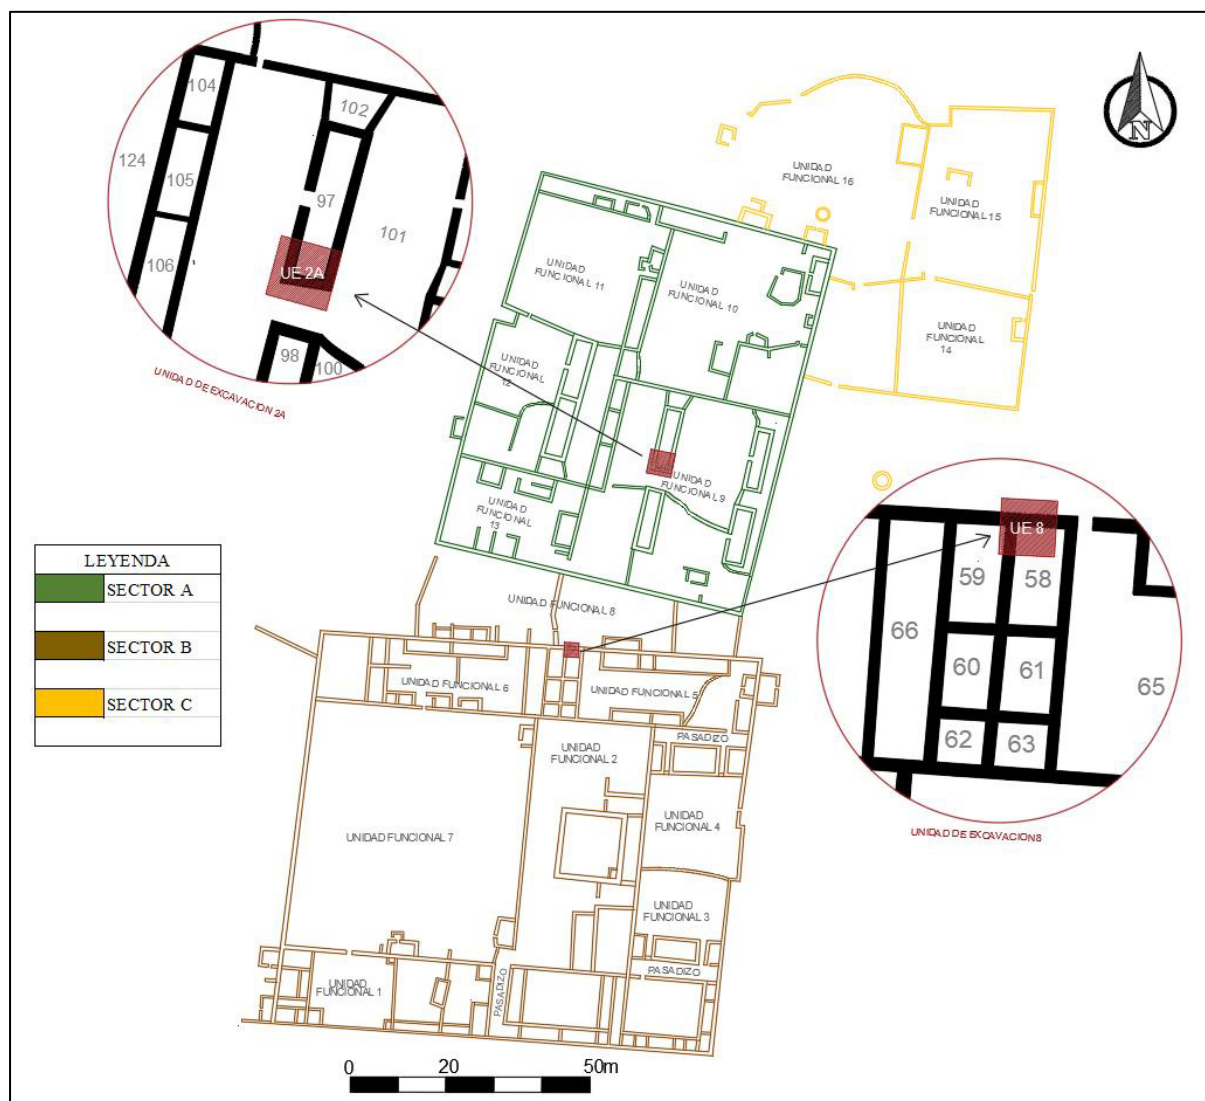 104
102
124
105
97
101
106
UE 2A
98
100
UNIDAD DE EXCAVACION 2A
N
UNIDAD
FUNCIONAL 16
UNIDAD
FUNCIONAL 15
UNIDAD
FUNCIONAL 11
UNIDAD
FUNCIONAL 10
UNIDAD
FUNCIONAL
14
UNIDAD
FUNCIONAL
12
UNIDAD
FUNCIONAL 9
UNIDAD
FUNCIONAL
13
UE 8
59
58
66
60
61
65
62
63
UNIDAD DE EXCAVACION 8
LEYENDA
SECTOR A
SECTOR B
SECTOR C
UNIDAD FUNCIONAL 8
UNIDAD FUNCIONAL 6
UNIDAD FUNCIONAL 5
PASADIZO
UNIDAD
FUNCIONAL 2
UNIDAD
FUNCIONAL 4
UNIDAD FUNCIONAL 7
UNIDAD
FUNCIONAL 3
PASADIZO
UNIDAD
FUNCIONAL 1
PASADIZO
0 20 50m